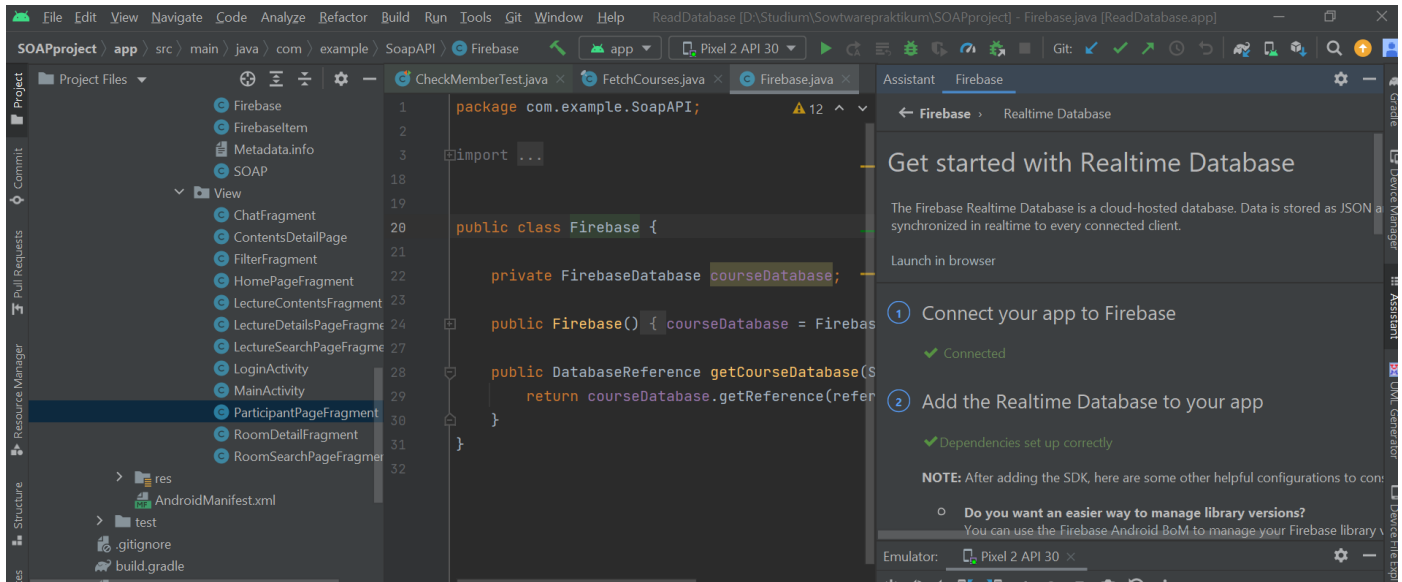 File Edit View Navigate Code Analyze Refactor Build Run Tools Git Window Help ReadDatabase [D:\Studium\Sowtwarepraktikum\SOAPproject] - Firebase.java [ReadDatabase.app]
SOAPproject app src main java com example SoapAPI Firebase app Pixel 2 API 30 Git:
Project
Commit
Pull Requests
Resource Manager
Structure
Project Files
Firebase
FirebaseItem
Metadata.info
SOAP
View
ChatFragment
ContentsDetailPage
FilterFragment
HomePageFragment
LectureContentsFragment
LectureDetailsPageFragme
LectureSearchPageFragme
LoginActivity
MainActivity
ParticipantPageFragment
RoomDetailFragment
RoomSearchPageFragmer
res
AndroidManifest.xml
test
.gitignore
build.gradle
CheckMemberTest.java FetchCourses.java Firebase.java
1 package com.example.SoapAPI; 12
2
3 import ...
18
19
20 public class Firebase {
21
22 private FirebaseDatabase courseDatabase;
23
24 public Firebase() { courseDatabase = Firebas
27
28 public DatabaseReference getCourseDatabase(S
29 return courseDatabase.getReference(refer
30 }
31 }
32
Assistant Firebase
Firebase Realtime Database
Get started with Realtime Database
The Firebase Realtime Database is a cloud-hosted database. Data is stored as JSON a
synchronized in realtime to every connected client.
Launch in browser
1 Connect your app to Firebase
Connected
2 Add the Realtime Database to your app
Dependencies set up correctly
NOTE: After adding the SDK, here are some other helpful configurations to con
Do you want an easier way to manage library versions?
You can use the Firebase Android BoM to manage your Firebase library v
Emulator: Pixel 2 API 30
Gradle
Device Manager
Assistant
UML Generator
Device File Expl